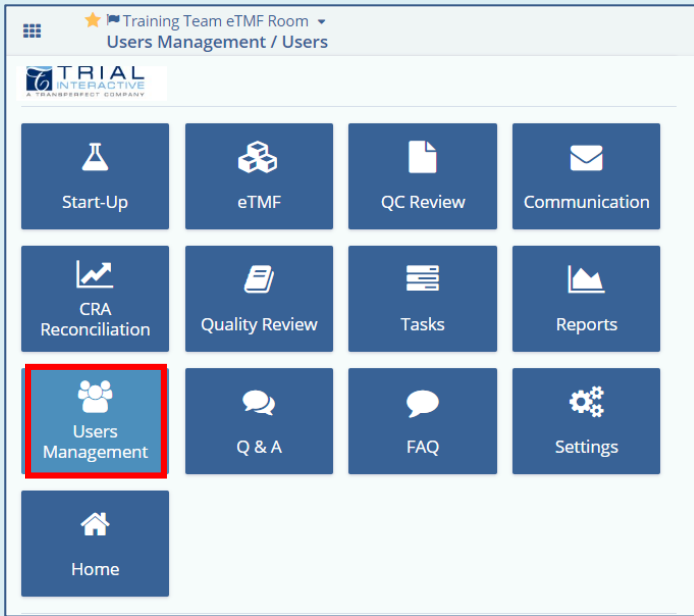 Training Team eTMF Room
Users Management / Users
TRIAL
INTERACTIVE
A TRANSPERFECT COMPANY
Start-Up
eTMF
QC Review
Communication
CRA
Reconciliation
Quality Review
Tasks
Reports
Users
Management
Q & A
FAQ
Settings
Home